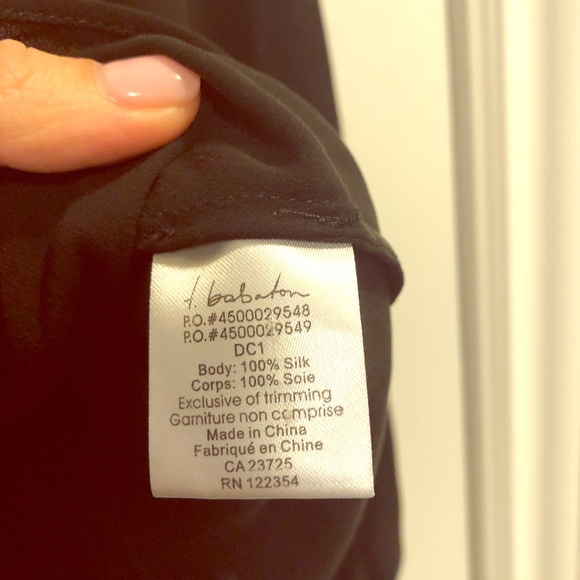 f. babaton
P.O.#4500029548
P.O.#4500029549
DC1
Body: 100% Silk
Corps: 100% Soie
Exclusive of trimming
Garniture non comprise
Made in China
Fabriqué en Chine
CA 23725
RN 122354